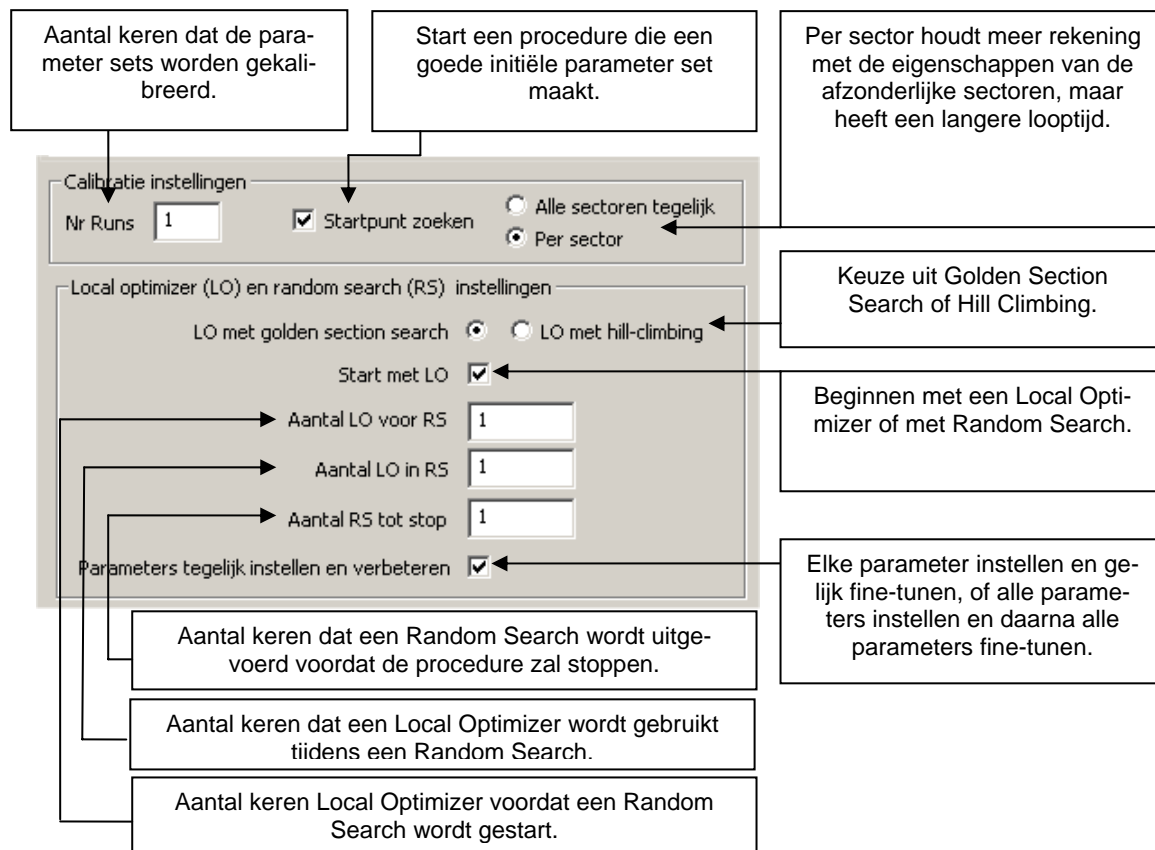 Aantal keren dat de para-
meter sets worden gekali-
breerd.
Start een procedure die een
goede initiële parameter set
maakt.
Per sector houdt meer rekening
met de eigenschappen van de
afzonderlijke sectoren, maar
heeft een langere looptijd.
Calibratie instellingen
Nr Runs 1
Startpunt zoeken
Alle sectoren tegelijk
Per sector
Keuze uit Golden Section
Search of Hill Climbing.
Local optimizer (LO) en random search (RS) instellingen
LO met golden section search
LO met hill-climbing
Start met LO
Beginnen met een Local Opti-
mizer of met Random Search.
Aantal LO voor RS 1
Aantal LO in RS 1
Aantal RS tot stop 1
Parameters tegelijk instellen en verbeteren
Elke parameter instellen en ge-
lijk fine-tunen, of alle parame-
ters instellen en daarna alle
parameters fine-tunen.
Aantal keren dat een Random Search wordt uitge-
voerd voordat de procedure zal stoppen.
Aantal keren dat een Local Optimizer wordt gebruikt
tijdens een Random Search.
Aantal keren Local Optimizer voordat een Random
Search wordt gestart.